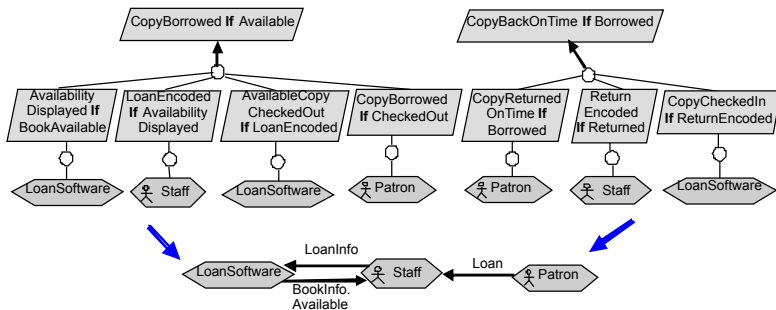 CopyBorrowed If Available
CopyBackOnTime If Borrowed
Availability
Displayed If
BookAvailable
LoanEncoded
If Availability
Displayed
AvailableCopy
CheckedOut
If LoanEncoded
CopyBorrowed
If CheckedOut
CopyReturned
OnTime If
Borrowed
Return
Encoded
If Returned
CopyCheckedIn
If ReturnEncoded
LoanSoftware
Staff
LoanSoftware
Patron
Patron
Staff
LoanSoftware
LoanInfo
LoanSoftware
Staff
Loan
Patron
BookInfo.
Available